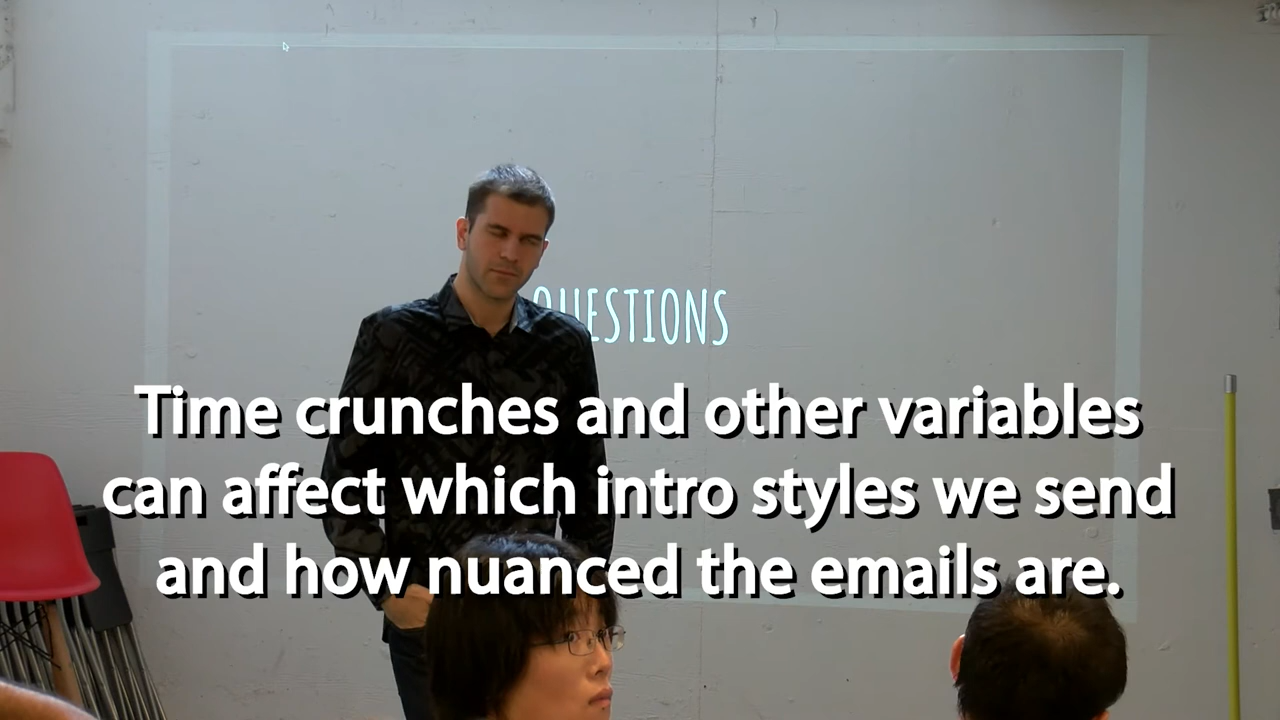 QUESTIONS
Time crunches and other variables
can affect which intro styles we send
and how nuanced the emails are.